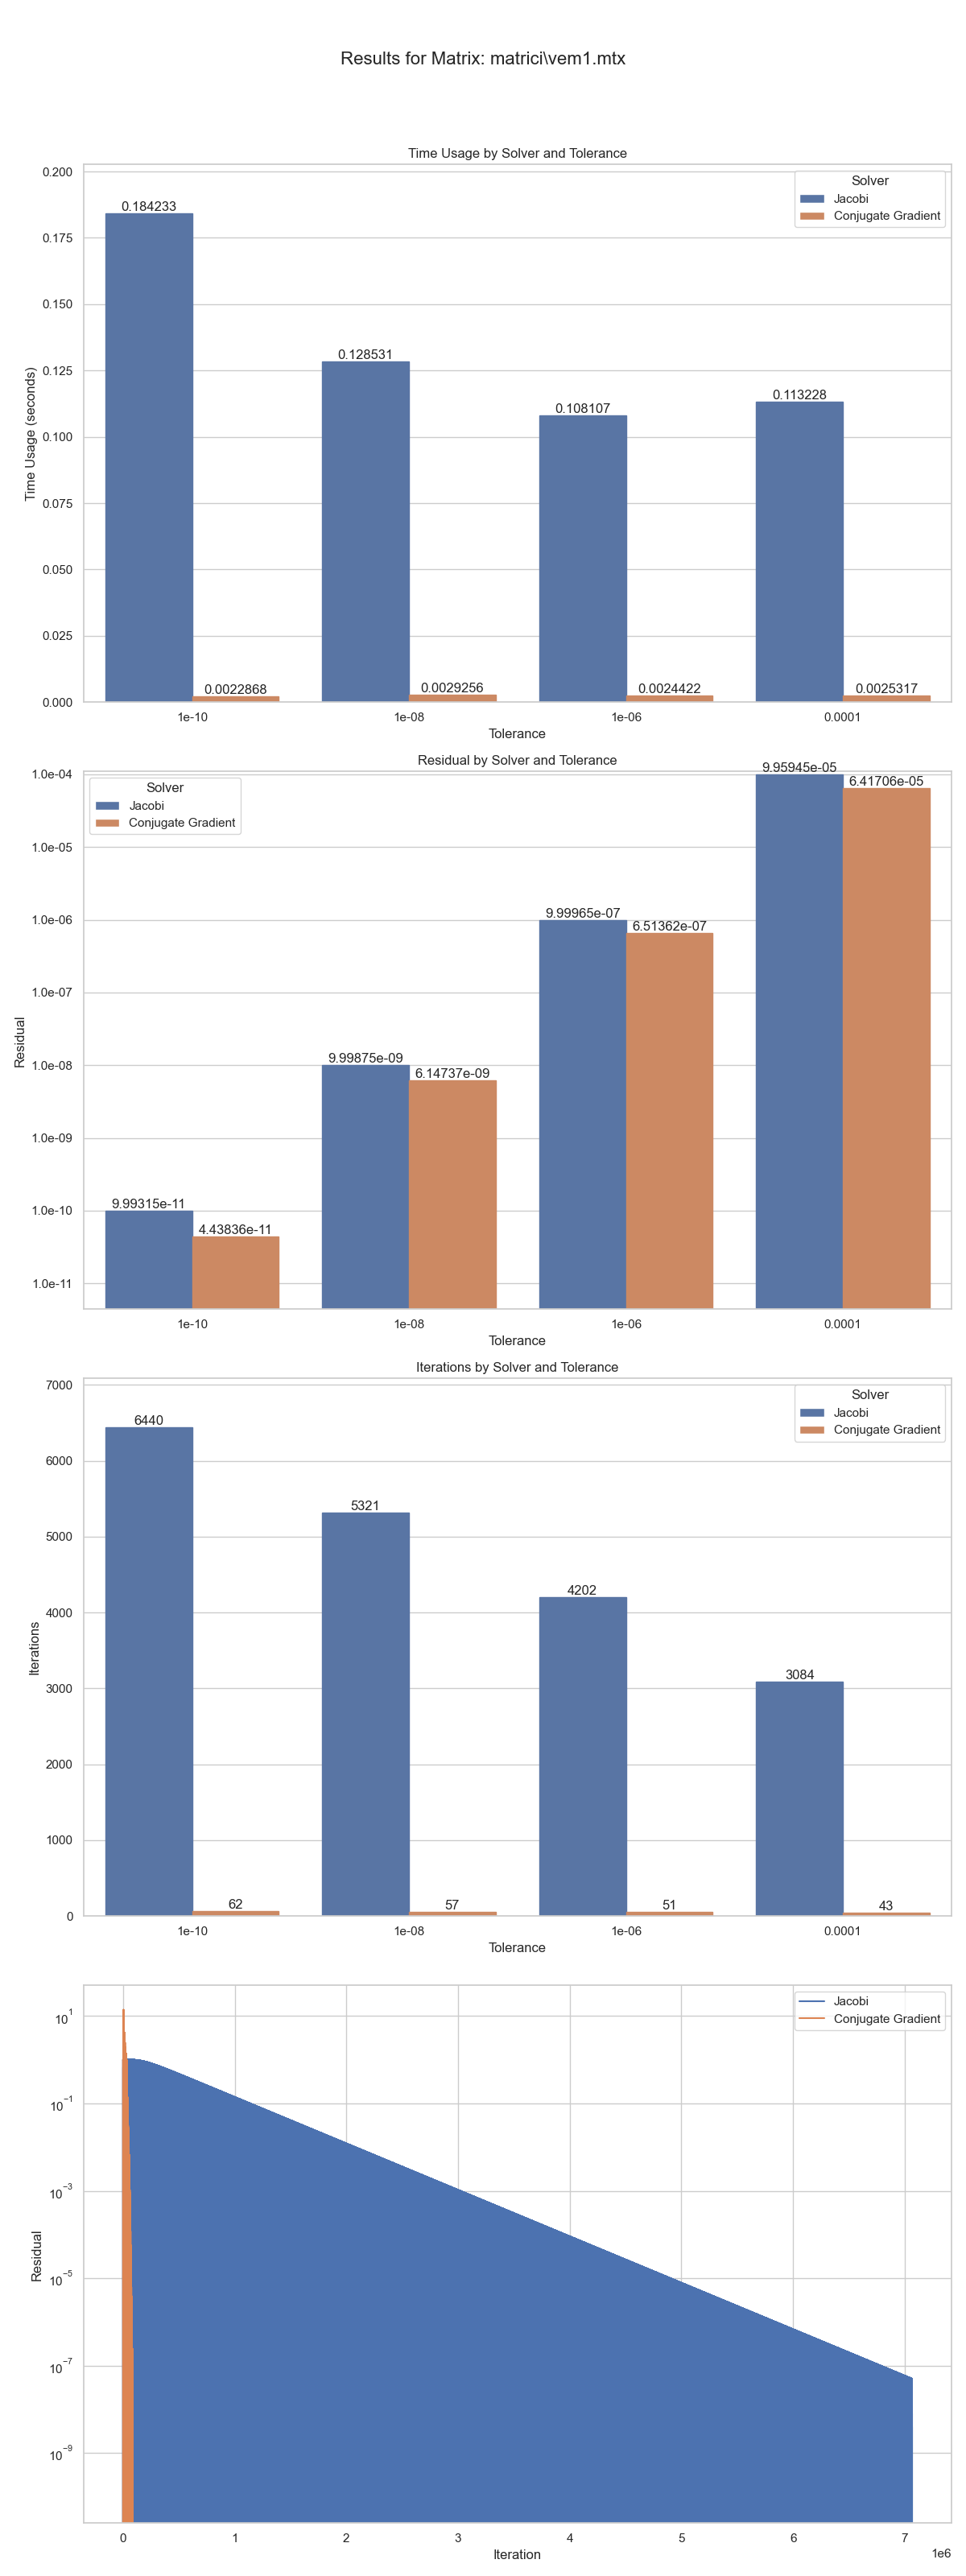 Results for Matrix: matrici\vem1.mtx
Time Usage by Solver and Tolerance
0.200
0.175
0.150
0.125
0.100
0.075
0.050
0.025
0.000
Time Usage (seconds)
Solver
Jacobi
Conjugate Gradient
0.184233
0.128531
0.108107
0.113228
0.0022868
0.0029256
0.0024422
0.0025317
1e-10
1e-08
1e-06
0.0001
Tolerance
Residual by Solver and Tolerance
1.0e-04
1.0e-05
1.0e-06
1.0e-07
1.0e-08
1.0e-09
1.0e-10
1.0e-11
Residual
Solver
Jacobi
Conjugate Gradient
9.95945e-05
6.41706e-05
9.99965e-07
6.51362e-07
9.99875e-09
6.14737e-09
9.99315e-11
4.43836e-11
1e-10
1e-08
1e-06
0.0001
Tolerance
Iterations by Solver and Tolerance
7000
6000
5000
4000
3000
2000
1000
0
Iterations
Solver
Jacobi
Conjugate Gradient
6440
5321
4202
3084
62
57
51
43
1e-10
1e-08
1e-06
0.0001
Tolerance
10¹
10⁻¹
10⁻³
10⁻⁵
10⁻⁷
10⁻⁹
Residual
Jacobi
Conjugate Gradient
0
1
2
3
4
5
6
7
1e6
Iteration